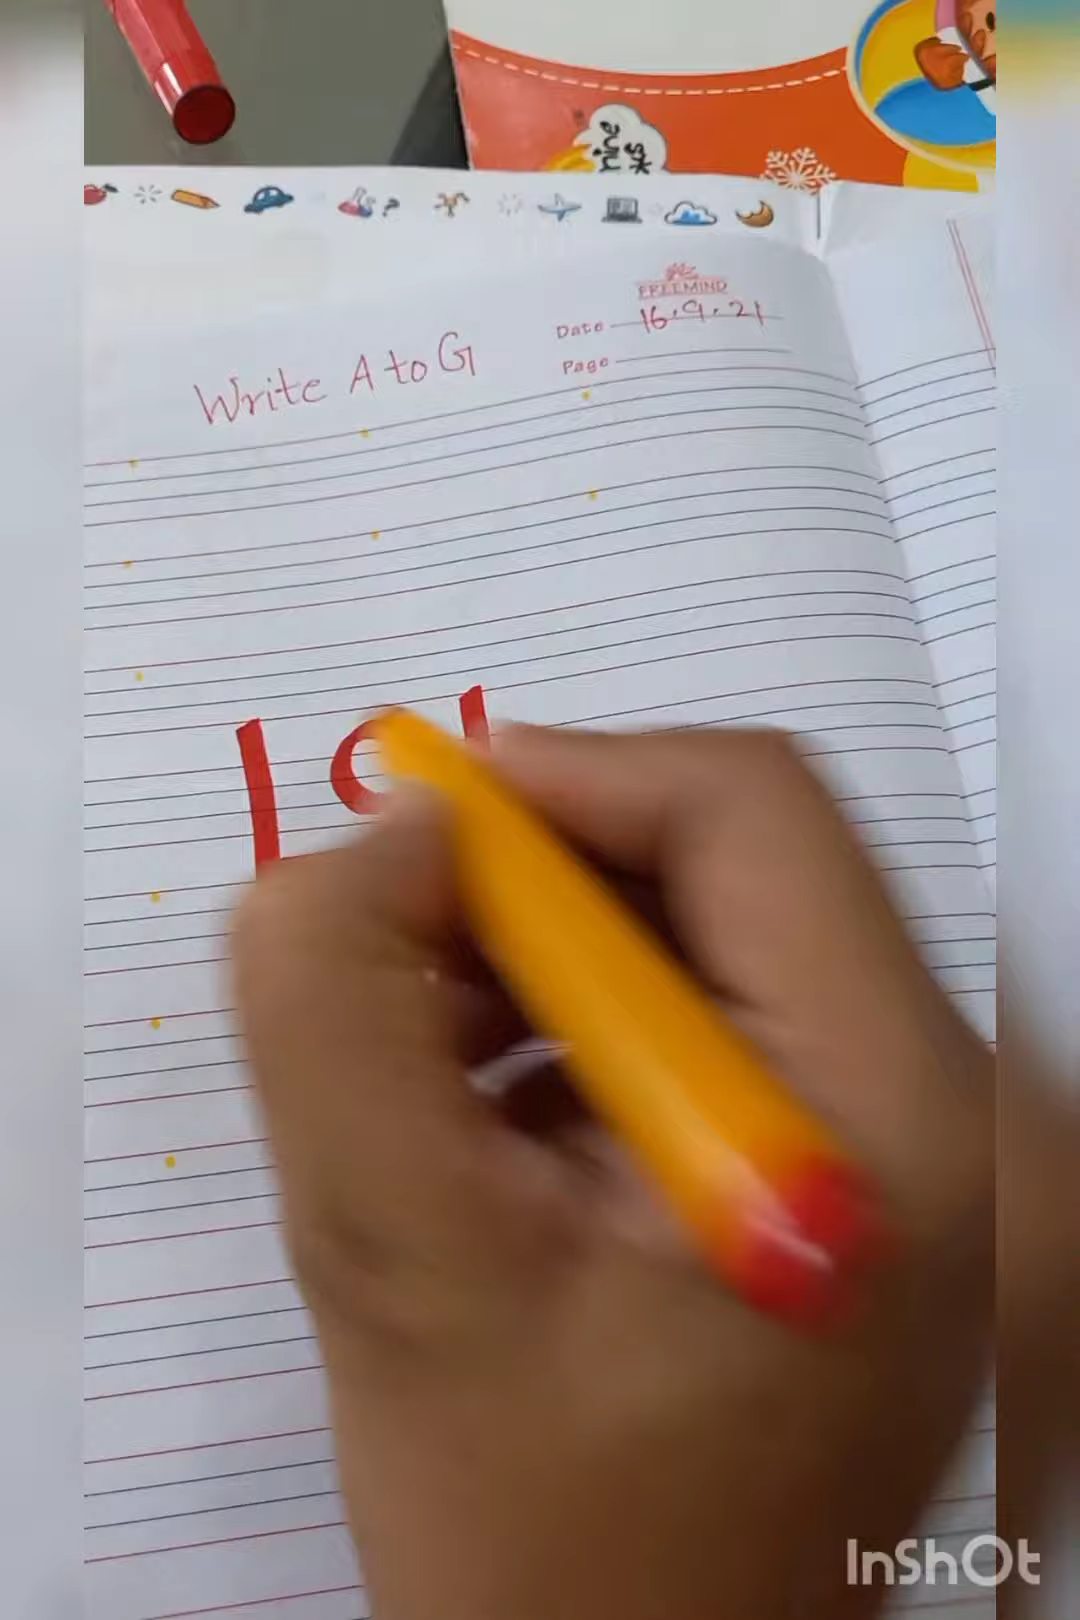 FREEMIND
Date 16.9.21
Page
Write A to G
InShOt